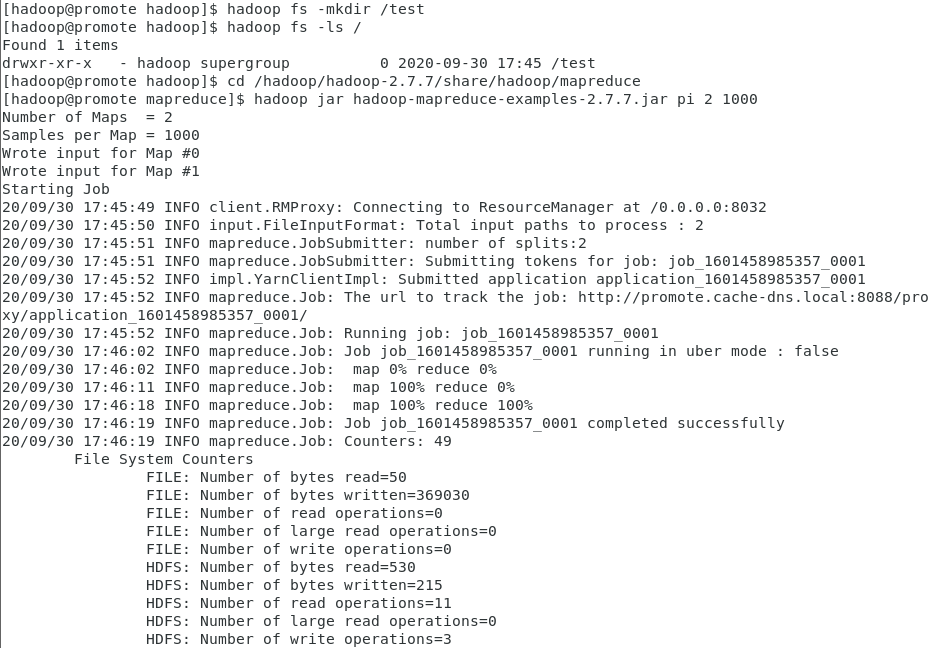 [hadoop@promote hadoop]$ hadoop fs -mkdir /test
[hadoop@promote hadoop]$ hadoop fs -ls /
Found 1 items
drwxr-xr-x   - hadoop supergroup          0 2020-09-30 17:45 /test
[hadoop@promote hadoop]$ cd /hadoop/hadoop-2.7.7/share/hadoop/mapreduce
[hadoop@promote mapreduce]$ hadoop jar hadoop-mapreduce-examples-2.7.7.jar pi 2 1000
Number of Maps  = 2
Samples per Map = 1000
Wrote input for Map #0
Wrote input for Map #1
Starting Job
20/09/30 17:45:49 INFO client.RMProxy: Connecting to ResourceManager at /0.0.0.0:8032
20/09/30 17:45:50 INFO input.FileInputFormat: Total input paths to process : 2
20/09/30 17:45:51 INFO mapreduce.JobSubmitter: number of splits:2
20/09/30 17:45:51 INFO mapreduce.JobSubmitter: Submitting tokens for job: job_1601458985357_0001
20/09/30 17:45:52 INFO impl.YarnClientImpl: Submitted application application_1601458985357_0001
20/09/30 17:45:52 INFO mapreduce.Job: The url to track the job: http://promote.cache-dns.local:8088/pro
xy/application_1601458985357_0001/
20/09/30 17:45:52 INFO mapreduce.Job: Running job: job_1601458985357_0001
20/09/30 17:46:02 INFO mapreduce.Job: Job job_1601458985357_0001 running in uber mode : false
20/09/30 17:46:02 INFO mapreduce.Job:  map 0% reduce 0%
20/09/30 17:46:11 INFO mapreduce.Job:  map 100% reduce 0%
20/09/30 17:46:18 INFO mapreduce.Job:  map 100% reduce 100%
20/09/30 17:46:19 INFO mapreduce.Job: Job job_1601458985357_0001 completed successfully
20/09/30 17:46:19 INFO mapreduce.Job: Counters: 49
        File System Counters
                FILE: Number of bytes read=50
                FILE: Number of bytes written=369030
                FILE: Number of read operations=0
                FILE: Number of large read operations=0
                FILE: Number of write operations=0
                HDFS: Number of bytes read=530
                HDFS: Number of bytes written=215
                HDFS: Number of read operations=11
                HDFS: Number of large read operations=0
                HDFS: Number of write operations=3